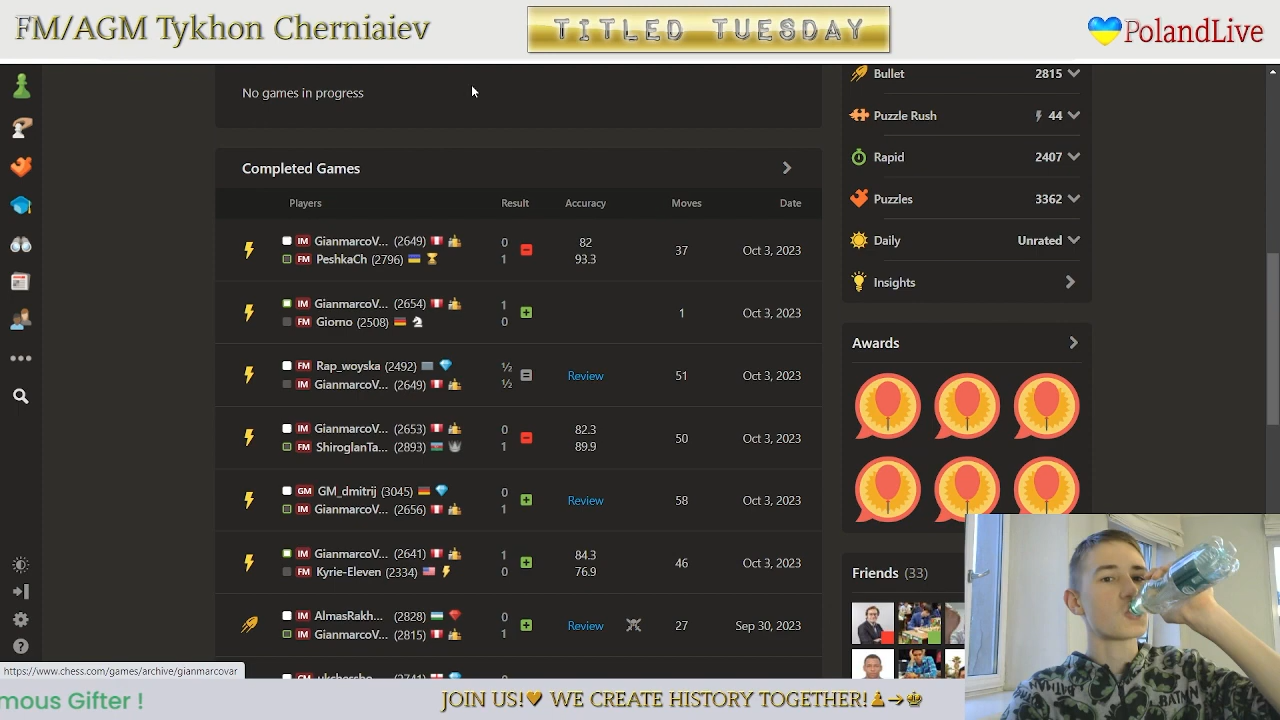 FM/AGM Tykhon Cherniaiev
TITLED TUESDAY
PolandLive
No games in progress
Completed Games
Players Result Accuracy Moves Date
IM GianmarcoV... (2649) 0 82
FM PeshkaCh (2796) 1 93.3
37 Oct 3, 2023
IM GianmarcoV... (2654) 1
FM Giorno (2508) 0
1 Oct 3, 2023
FM Rap_woyska (2492) ½
IM GianmarcoV... (2649) ½
Review 51 Oct 3, 2023
IM GianmarcoV... (2653) 0 82.3
FM ShiroglanTa... (2893) 1 89.9
50 Oct 3, 2023
GM GM_dmitrij (3045) 0
IM GianmarcoV... (2656) 1
Review 58 Oct 3, 2023
IM GianmarcoV... (2641) 1 84.3
FM Kyrie-Eleven (2334) 0 76.9
46 Oct 3, 2023
IM AlmasRakh... (2828) 0
IM GianmarcoV... (2815) 1
Review 27 Sep 30, 2023
Bullet 2815
Puzzle Rush 44
Rapid 2407
Puzzles 3362
Daily Unrated
Insights
Awards
Friends (33)
https://www.chess.com/games/archive/gianmarcovar
mous Gifter !
JOIN US! WE CREATE HISTORY TOGETHER!